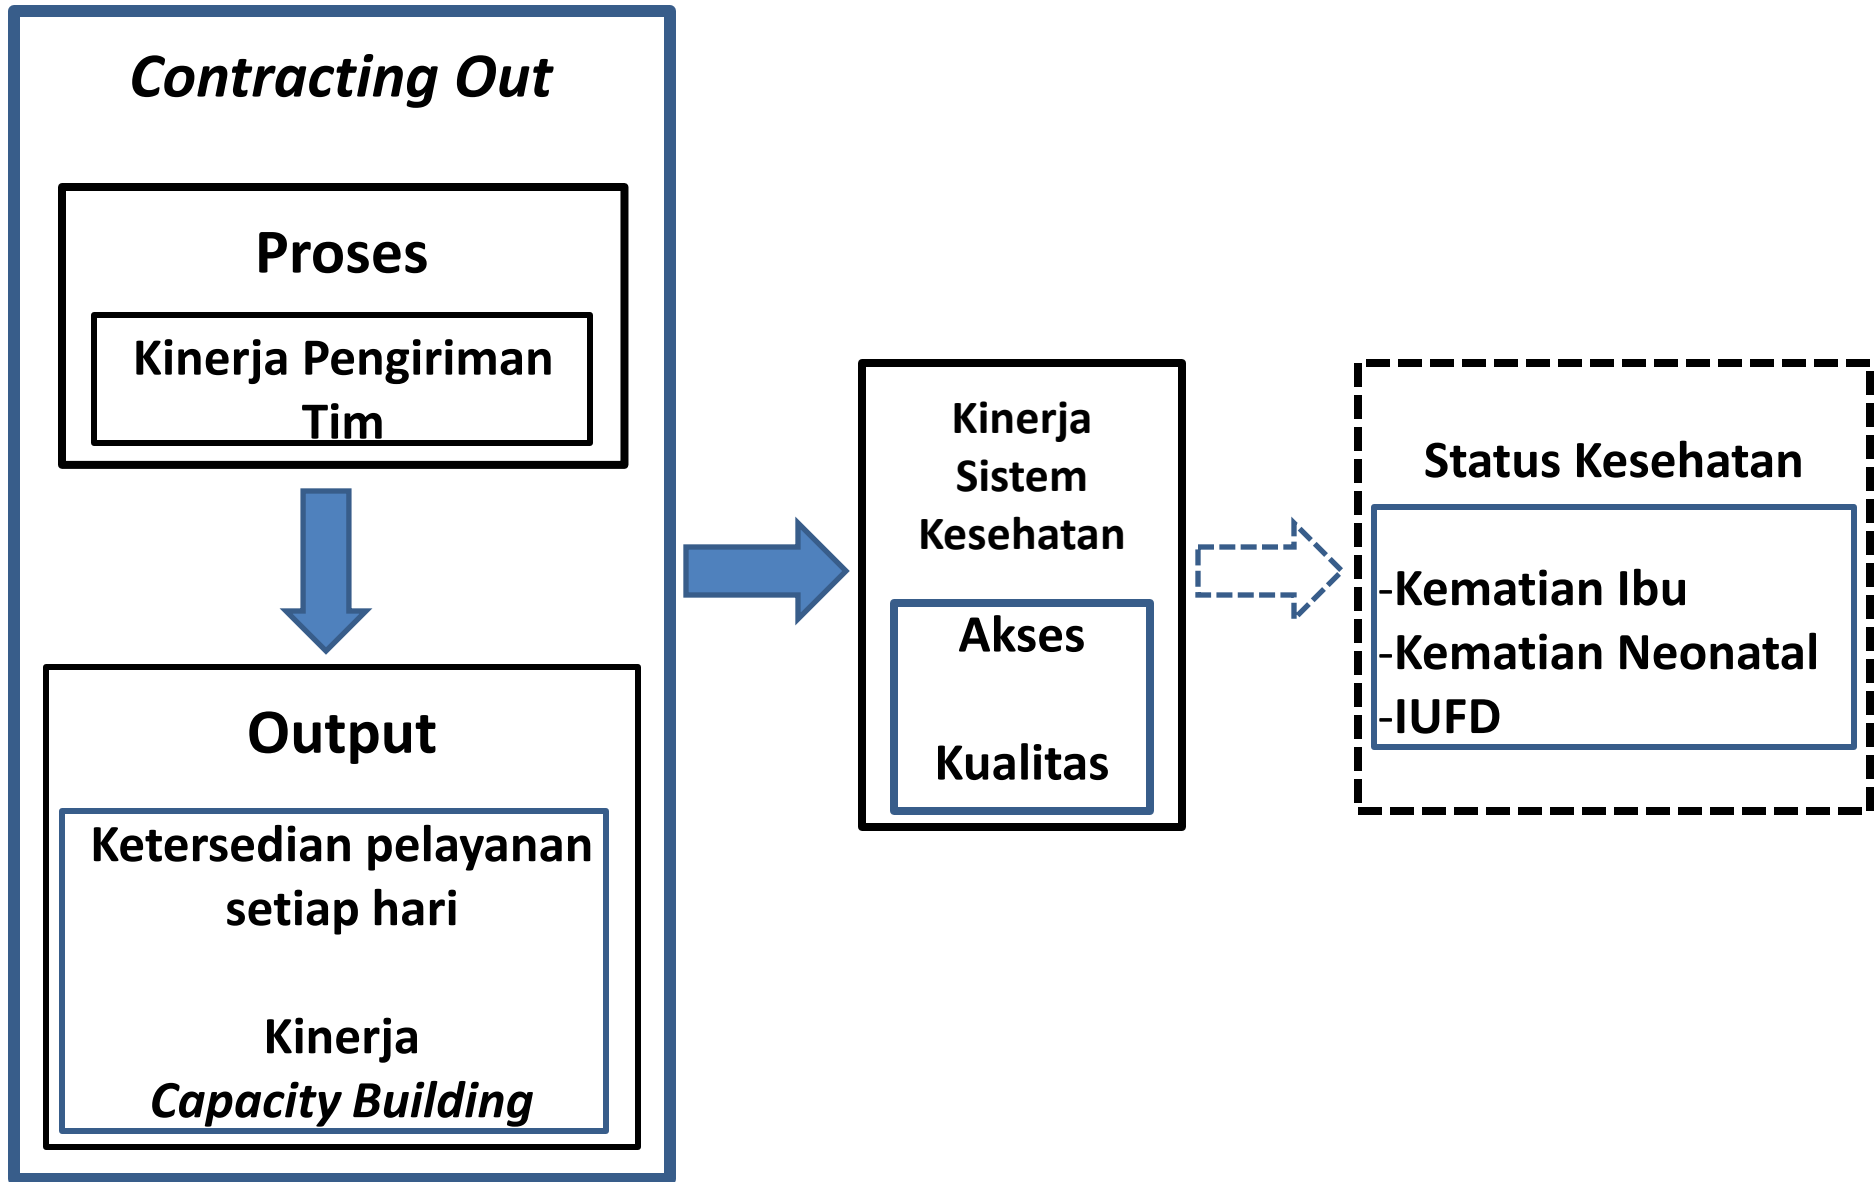 Contracting Out
Proses
Kinerja Pengiriman
Tim
Output
Ketersedian pelayanan
setiap hari
Kinerja
Capacity Building
Kinerja
Sistem
Kesehatan
Akses
Kualitas
Status Kesehatan
-Kematian Ibu
-Kematian Neonatal
-IUFD